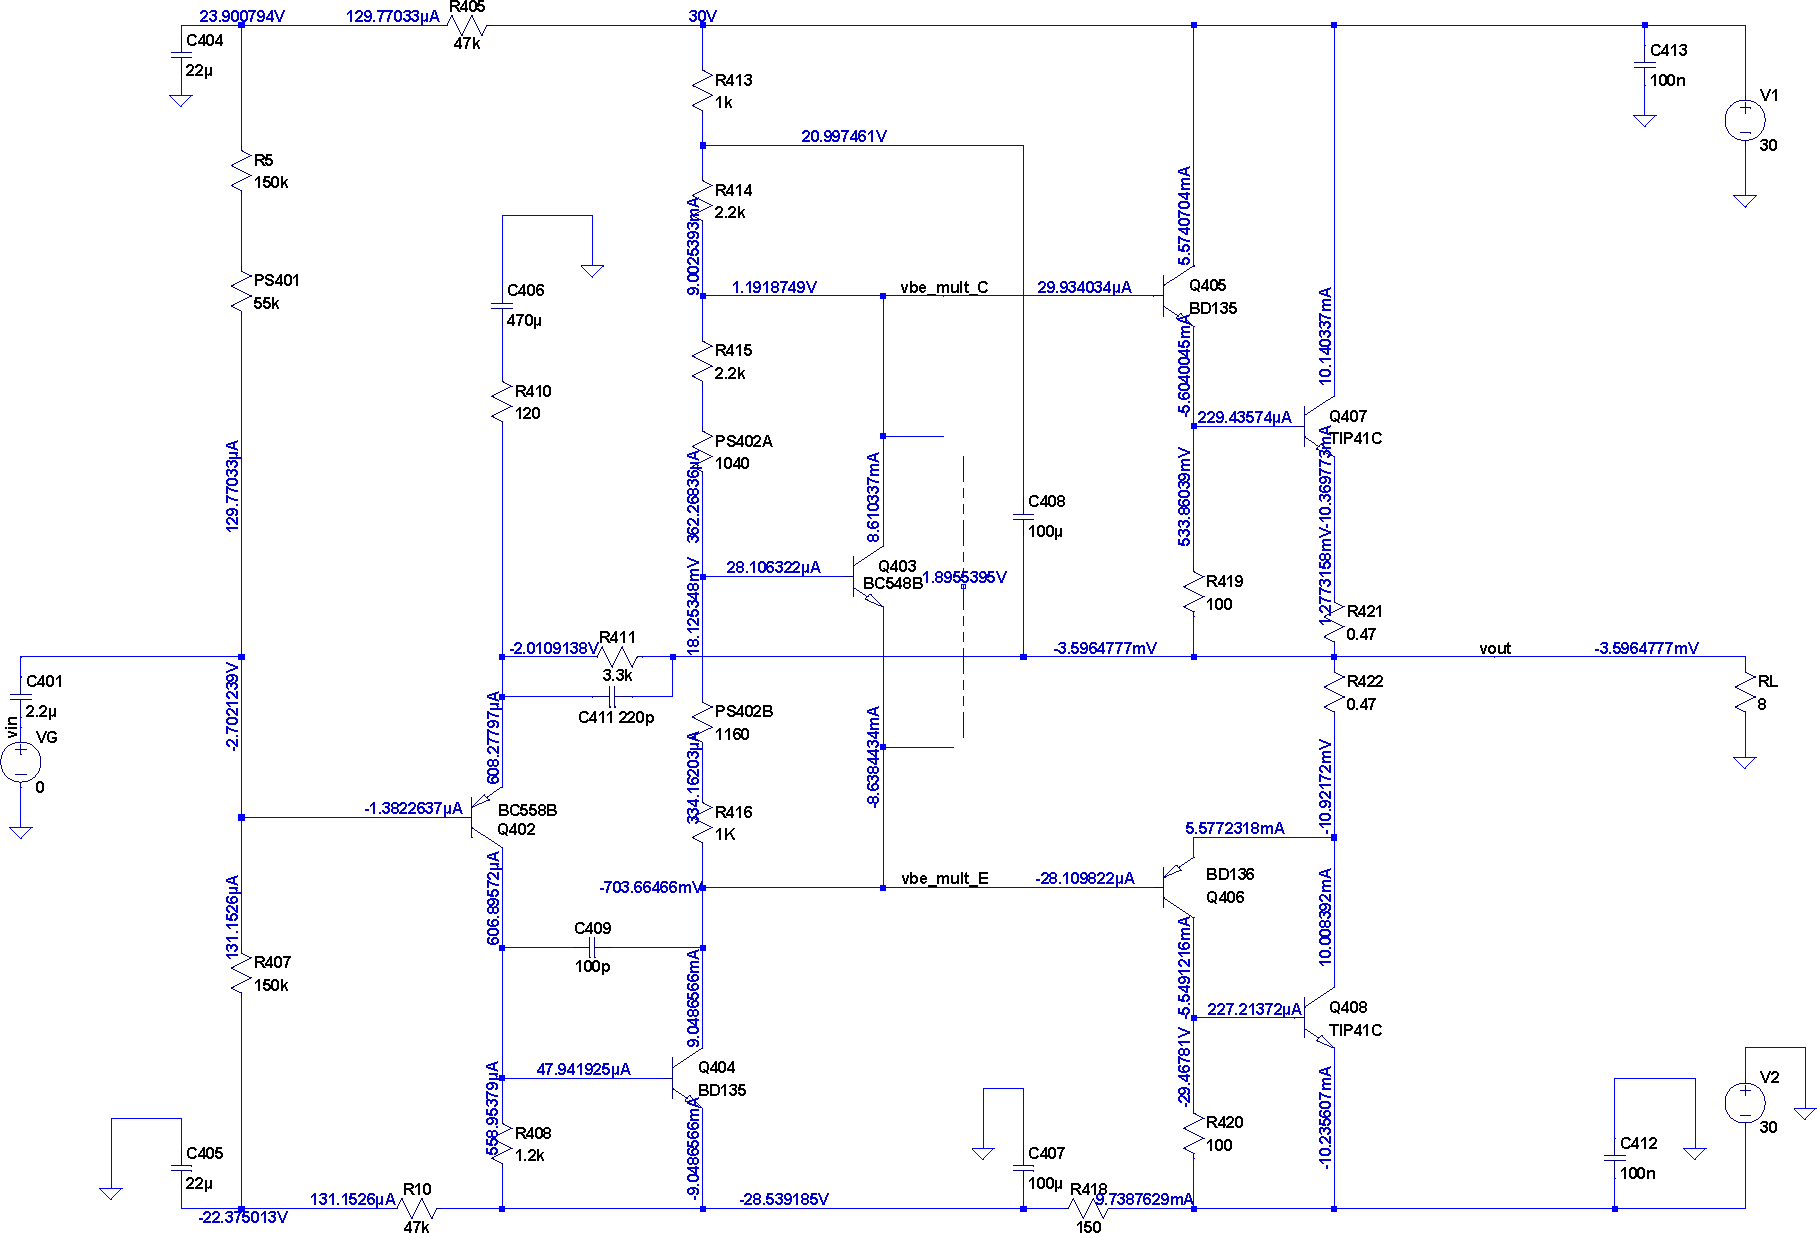 23.900794V
129.77033µA
R405
47k
30V
C404
22µ
R413
1k
C413
100n
V1
30
20.997461V
R5
150k
R414
2.2k
9.0025393mA
5.5740704mA
PS401
55k
C406
470µ
1.1918749V
vbe_mult_C
29.934034µA
Q405
BD135
-5.6040045mA
10.140337mA
R415
2.2k
R410
120
229.43574µA
Q407
TIP41C
-10.369773mA
129.77033µA
PS402A
1040
362.26836µA
8.610337mA
533.86039mV
C408
100µ
28.106322µA
Q403
BC548B
1.8955395V
R419
100
1.2773158mV
R421
0.47
18.125348mV
-2.0109138V
R411
3.3k
-3.5964777mV
vout
-3.5964777mV
-2.7021239V
C401
2.2µ
vin
VG
0
C411 220p
608.27797µA
PS402B
1160
334.16203µA
-8.6384434mA
R422
0.47
RL
8
-10.92172mV
-1.3822637µA
BC558B
Q402
R416
1K
5.5772318mA
606.89572µA
-703.66466mV
vbe_mult_E
-28.109822µA
BD136
Q406
131.1526µA
R407
150k
C409
100p
9.0486566mA
-5.5491216mA
10.008392mA
227.21372µA
Q408
TIP41C
-29.46781V
558.95379µA
47.941925µA
Q404
BD135
-9.0486566mA
-10.235607mA
V2
30
R408
1.2k
R420
100
C405
22µ
C407
100µ
C412
100n
-22.375013V
131.1526µA
R10
47k
-28.539185V
R418
150
9.7387629mA